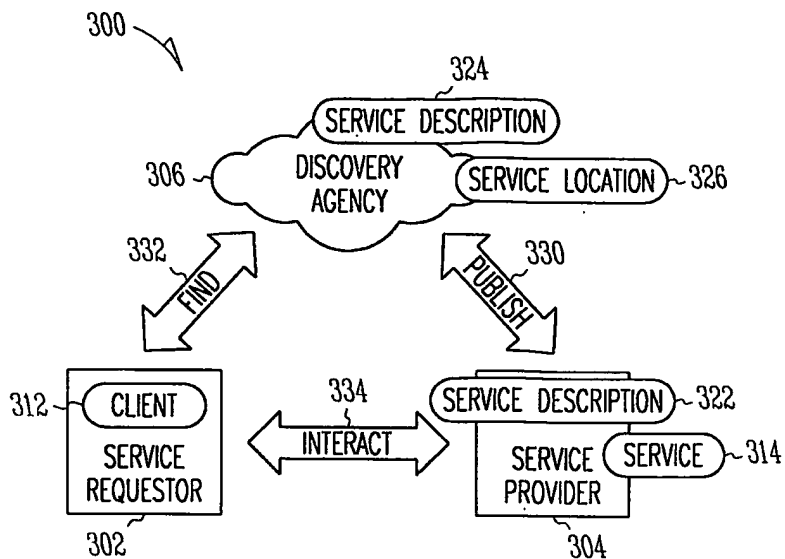 300
324
SERVICE DESCRIPTION
306
DISCOVERY
AGENCY
SERVICE LOCATION
326
332
FIND
330
PUBLISH
312
CLIENT
SERVICE
REQUESTOR
302
334
INTERACT
SERVICE DESCRIPTION
322
SERVICE
PROVIDER
SERVICE
314
304